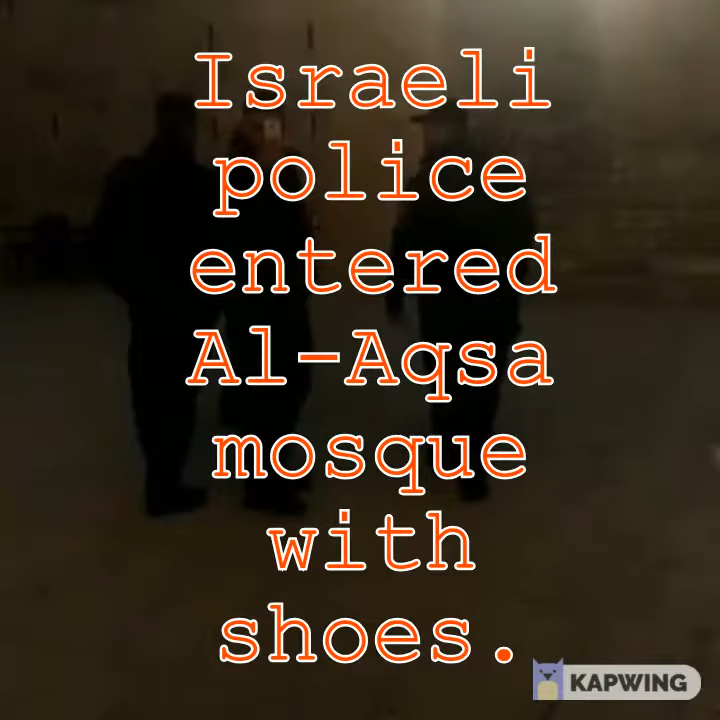 Israeli
police
entered
Al-Aqsa
mosque
with
shoes.
KAPWING